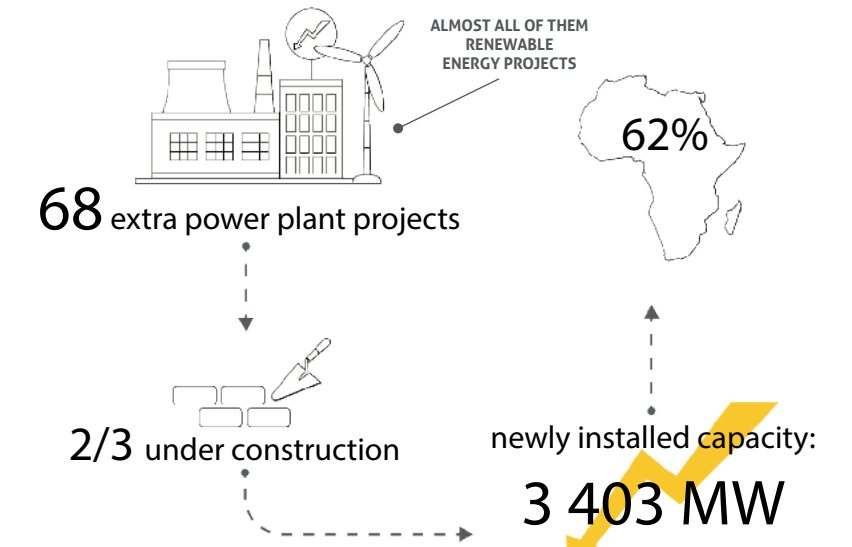 ALMOST ALL OF THEM
RENEWABLE
ENERGY PROJECTS
62%
68 extra power plant projects
2/3 under construction
newly installed capacity:
3 403 MW